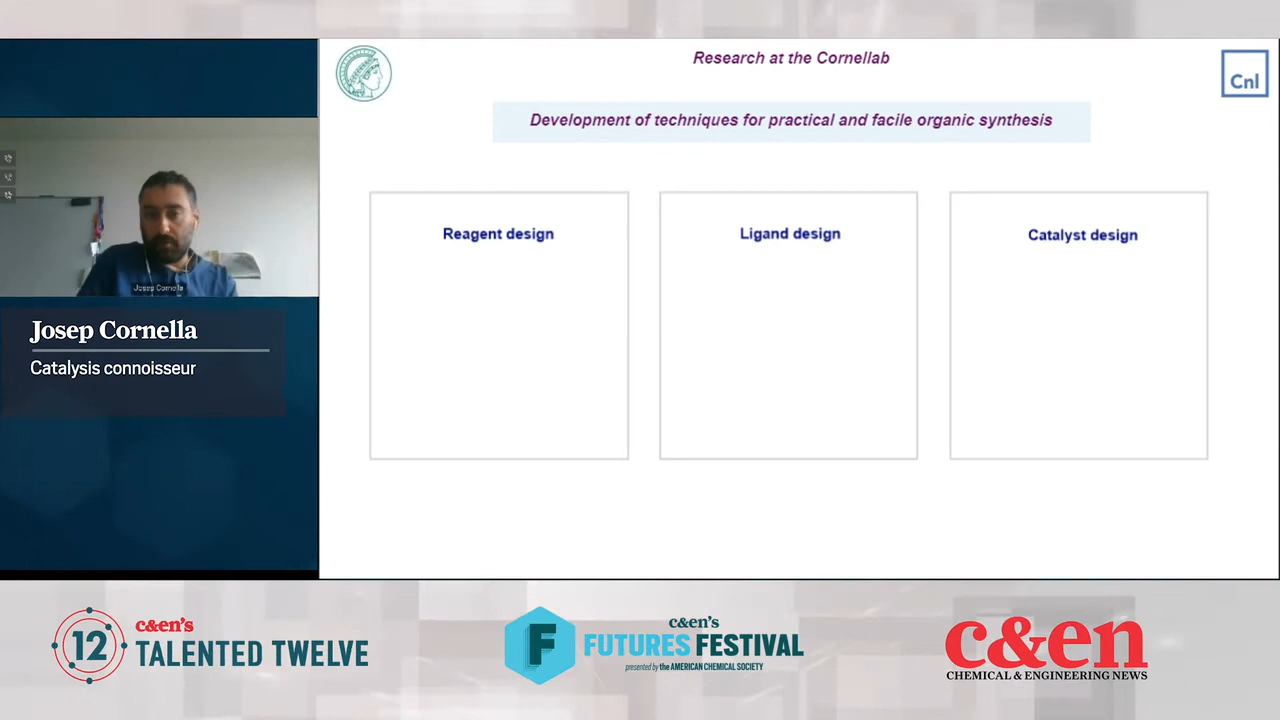 Research at the Cornellab
Cnl
Development of techniques for practical and facile organic synthesis
Reagent design
Ligand design
Catalyst design
Josep Cornella
Josep Cornella
Catalysis connoisseur
12
c&en's
TALENTED TWELVE
F
c&en's
FUTURES FESTIVAL
presented by the AMERICAN CHEMICAL SOCIETY
c&en
CHEMICAL & ENGINEERING NEWS